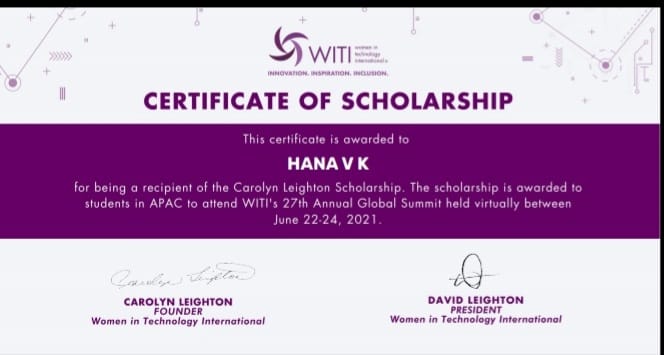 WITI
women in
technology
international®
INNOVATION. INSPIRATION. INCLUSION.
CERTIFICATE OF SCHOLARSHIP
This certificate is awarded to
HANA V K
for being a recipient of the Carolyn Leighton Scholarship. The scholarship is awarded to
students in APAC to attend WITI's 27th Annual Global Summit held virtually between
June 22-24, 2021.
Carolyn Leighton
CAROLYN LEIGHTON
FOUNDER
Women in Technology International
DAVID LEIGHTON
PRESIDENT
Women in Technology International